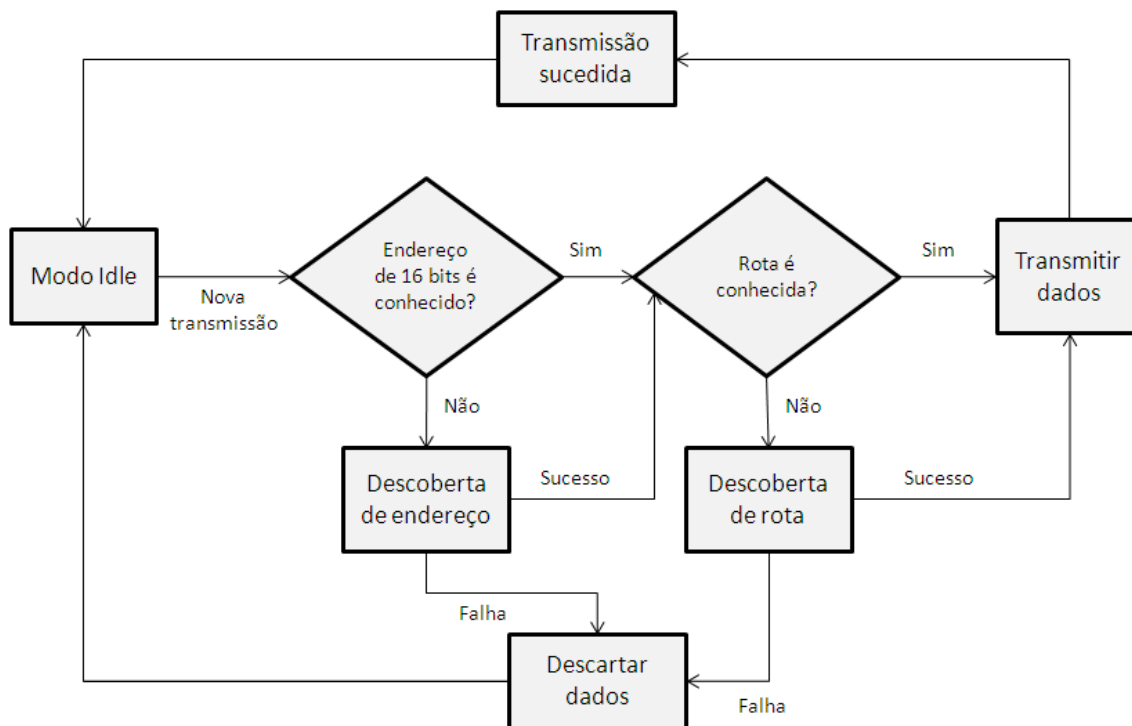 Transmissão
sucedida
Modo Idle
Nova
transmissão
Endereço
de 16 bits é
conhecido?
Sim
Rota é
conhecida?
Sim
Transmitir
dados
Não
Não
Descoberta
de endereço
Sucesso
Descoberta
de rota
Sucesso
Falha
Descartar
dados
Falha